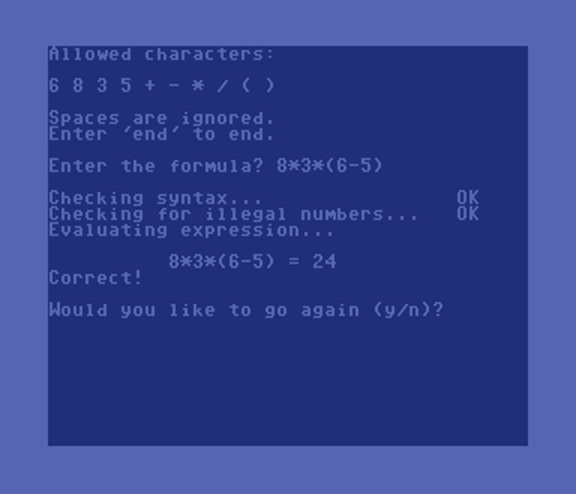 Allowed characters:
6 8 3 5 + - * / ( )
Spaces are ignored.
Enter 'end' to end.
Enter the formula? 8*3*(6-5)
Checking syntax... OK
Checking for illegal numbers... OK
Evaluating expression...
8*3*(6-5) = 24
Correct!
Would you like to go again (y/n)?